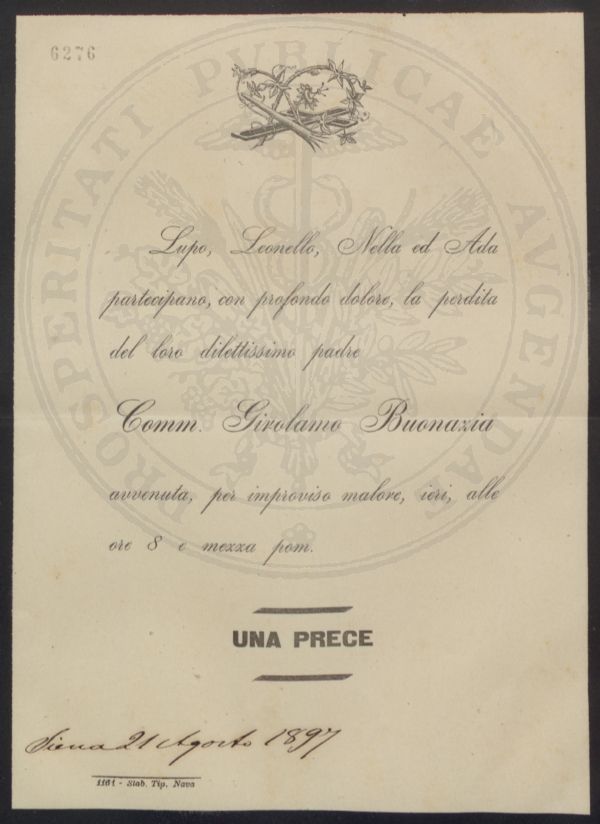 6276
PROSPERITATI PVBLICAE AVGENDAE
Lupo, Leonello, Nella ed Ada
partecipano, con profondo dolore, la perdita
del loro dilettissimo padre
Comm. Girolamo Buonazia
avvenuta, per improviso malore, ieri, alle
ore 8 e mezza pom.
UNA PRECE
Siena 21 Agosto 1897
1161 - Stab. Tip. Nava